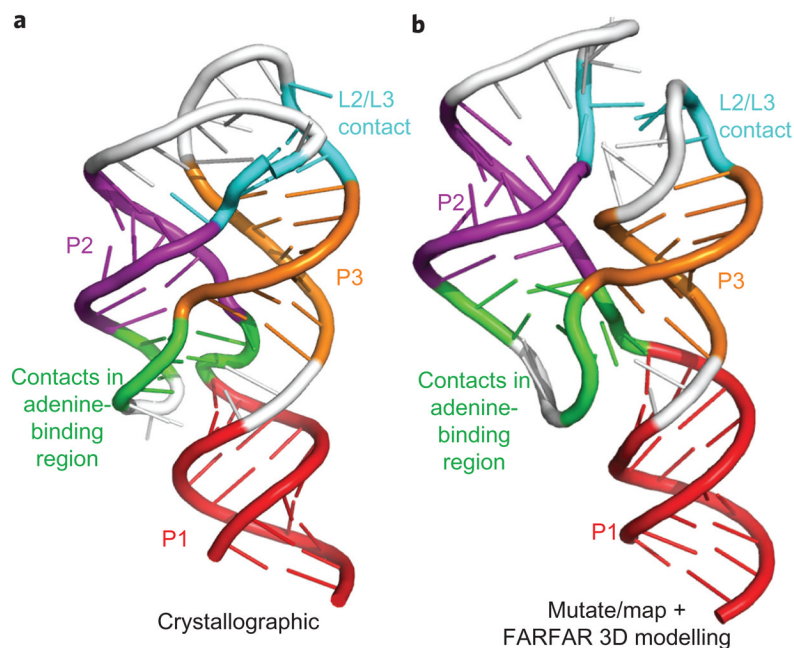 a
L2/L3
contact
P2
P3
Contacts in
adenine-
binding
region
P1
Crystallographic
b
L2/L3
contact
P2
P3
Contacts in
adenine-
binding
region
P1
Mutate/map +
FARFAR 3D modelling